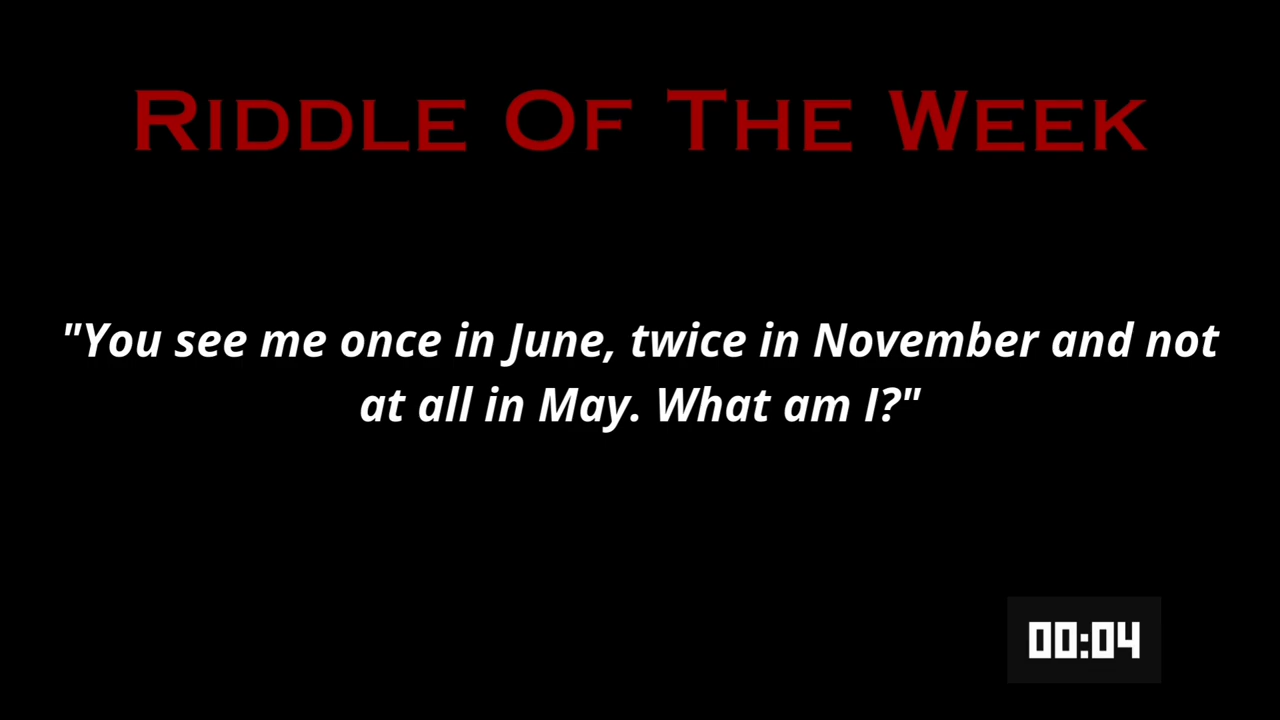 Riddle Of The Week
"You see me once in June, twice in November and not
at all in May. What am I?"
00:04